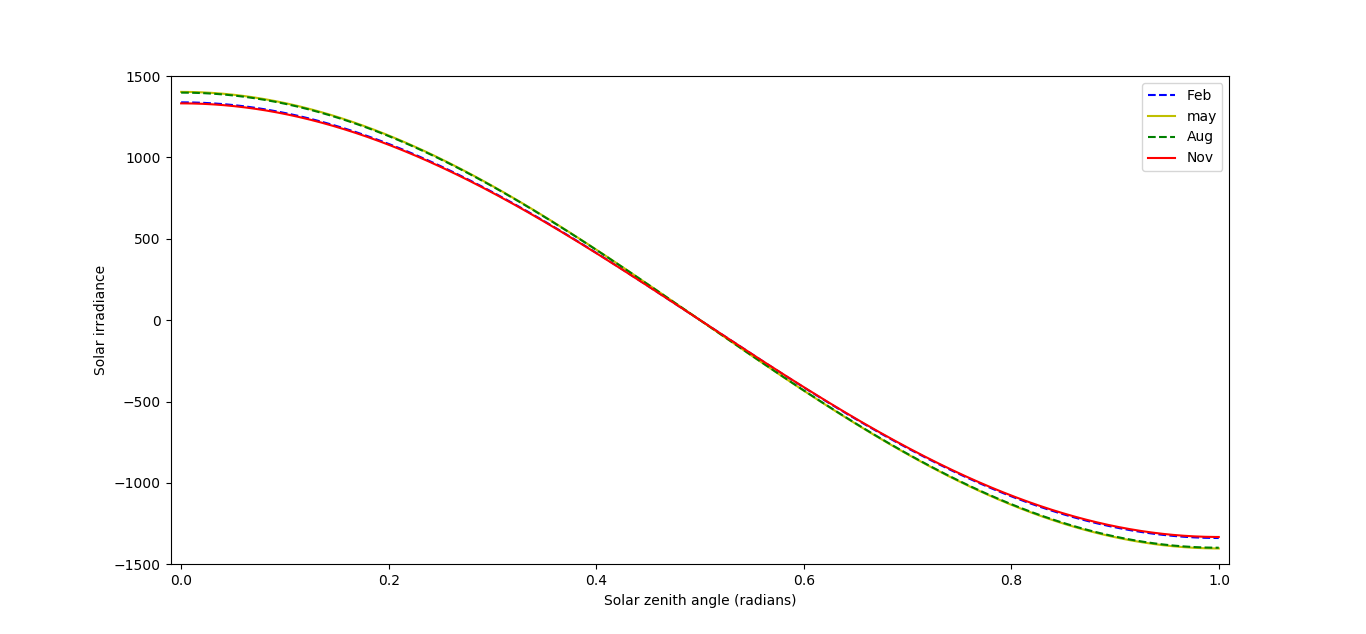 1500
1000
500
0
−500
−1000
−1500
Solar irradiance
0.0 0.2 0.4 0.6 0.8 1.0
Solar zenith angle (radians)
Feb
may
Aug
Nov